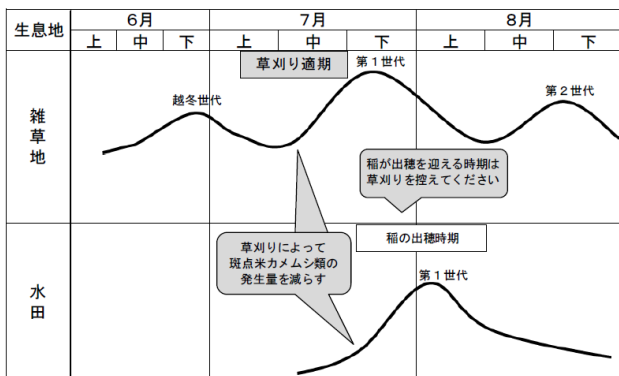 生息地
6月
7月
8月
上
中
下
上
中
下
上
中
下
雑草地
草刈り適期
越冬世代
第1世代
第2世代
稲が出穂を迎える時期は
草刈りを控えてください
草刈りによって
斑点米カメムシ類の
発生量を減らす
稲の出穂時期
水田
第1世代